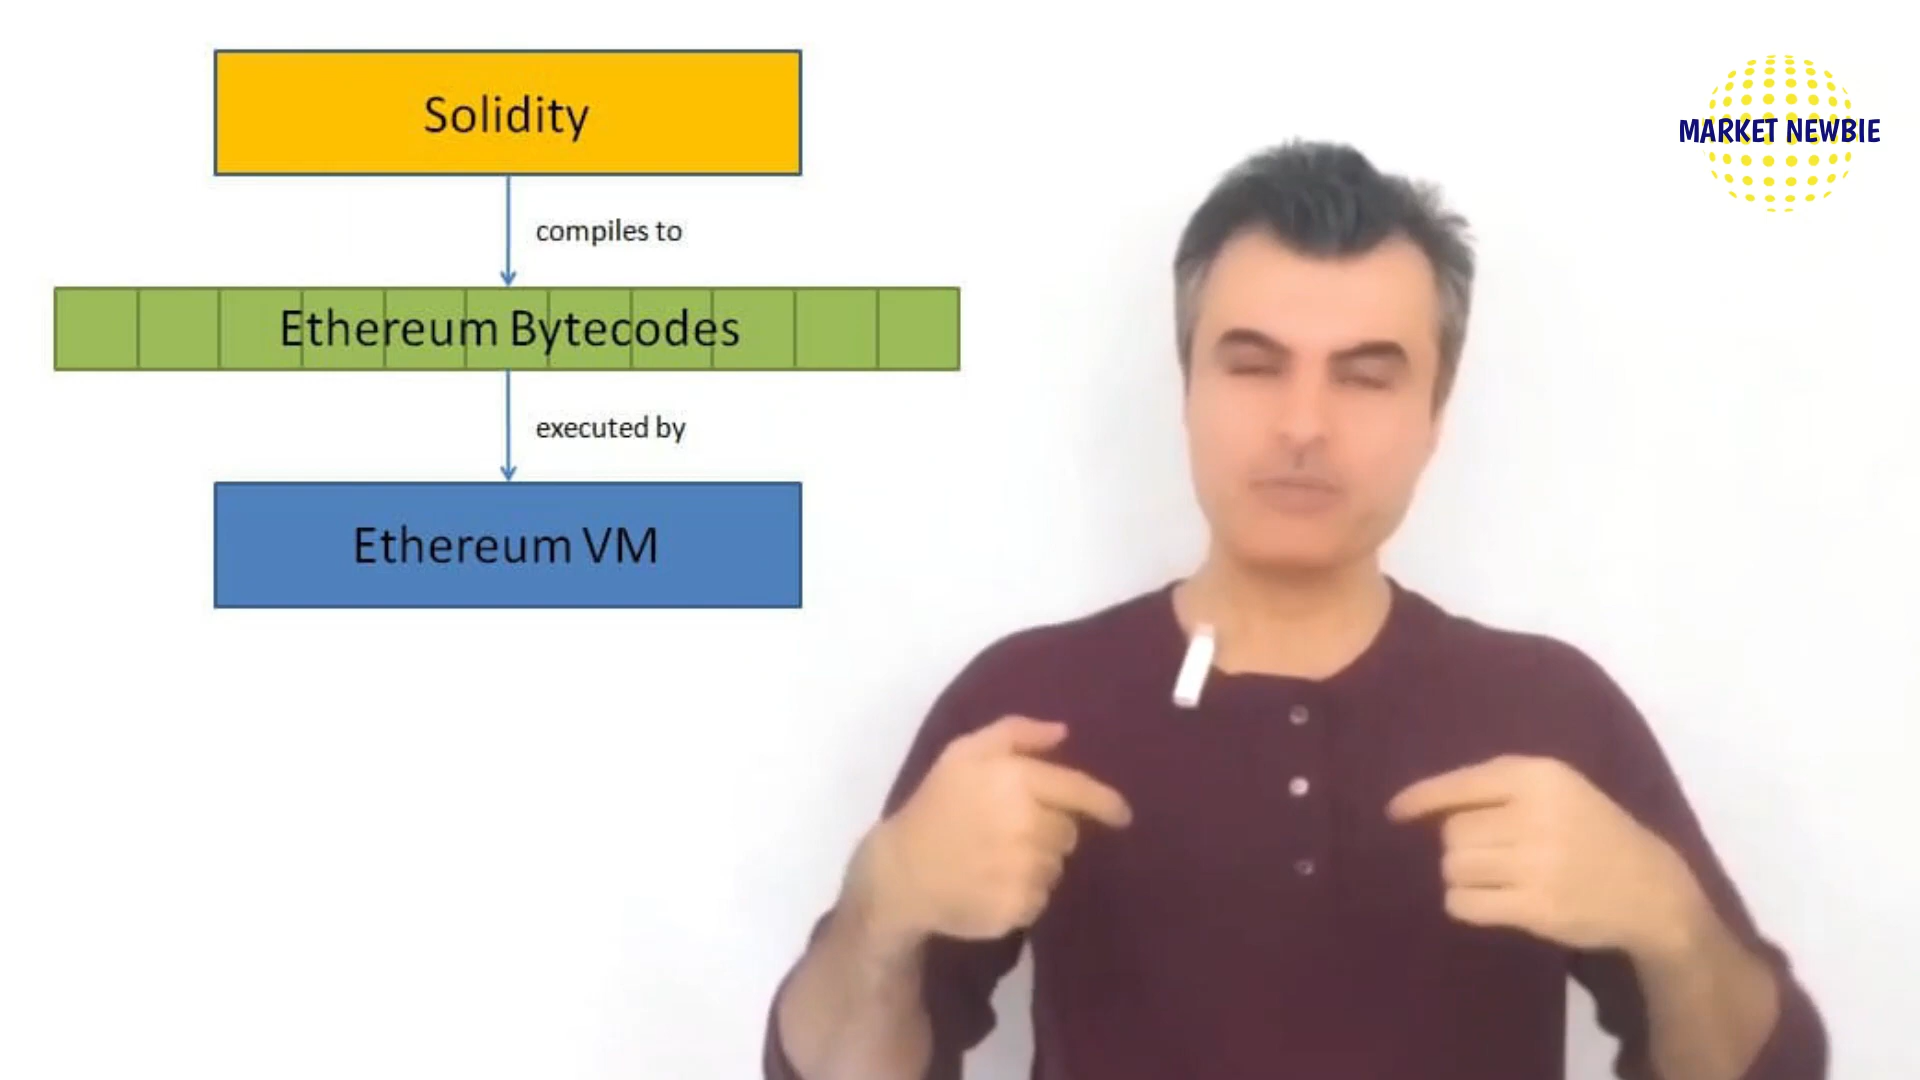 Solidity
compiles to
Ethereum Bytecodes
executed by
Ethereum VM
MARKET NEWBIE